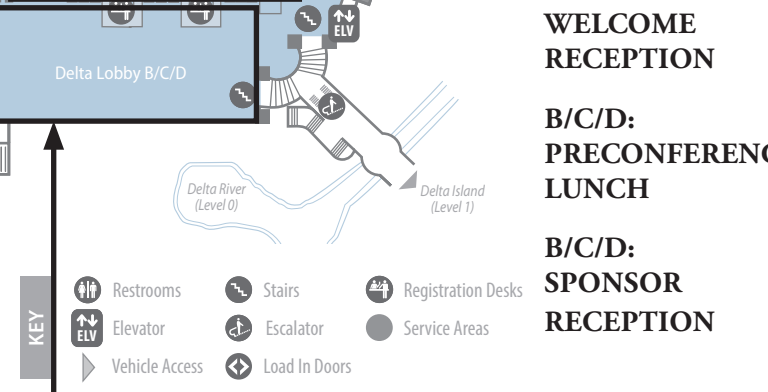 ELV
Delta Lobby B/C/D
Delta River
(Level 0)
Delta Island
(Level 1)
KEY
Restrooms
Stairs
Registration Desks
ELV
Elevator
Escalator
Service Areas
Vehicle Access
Load In Doors
WELCOME
RECEPTION
B/C/D:
PRECONFERENC
LUNCH
B/C/D:
SPONSOR
RECEPTION